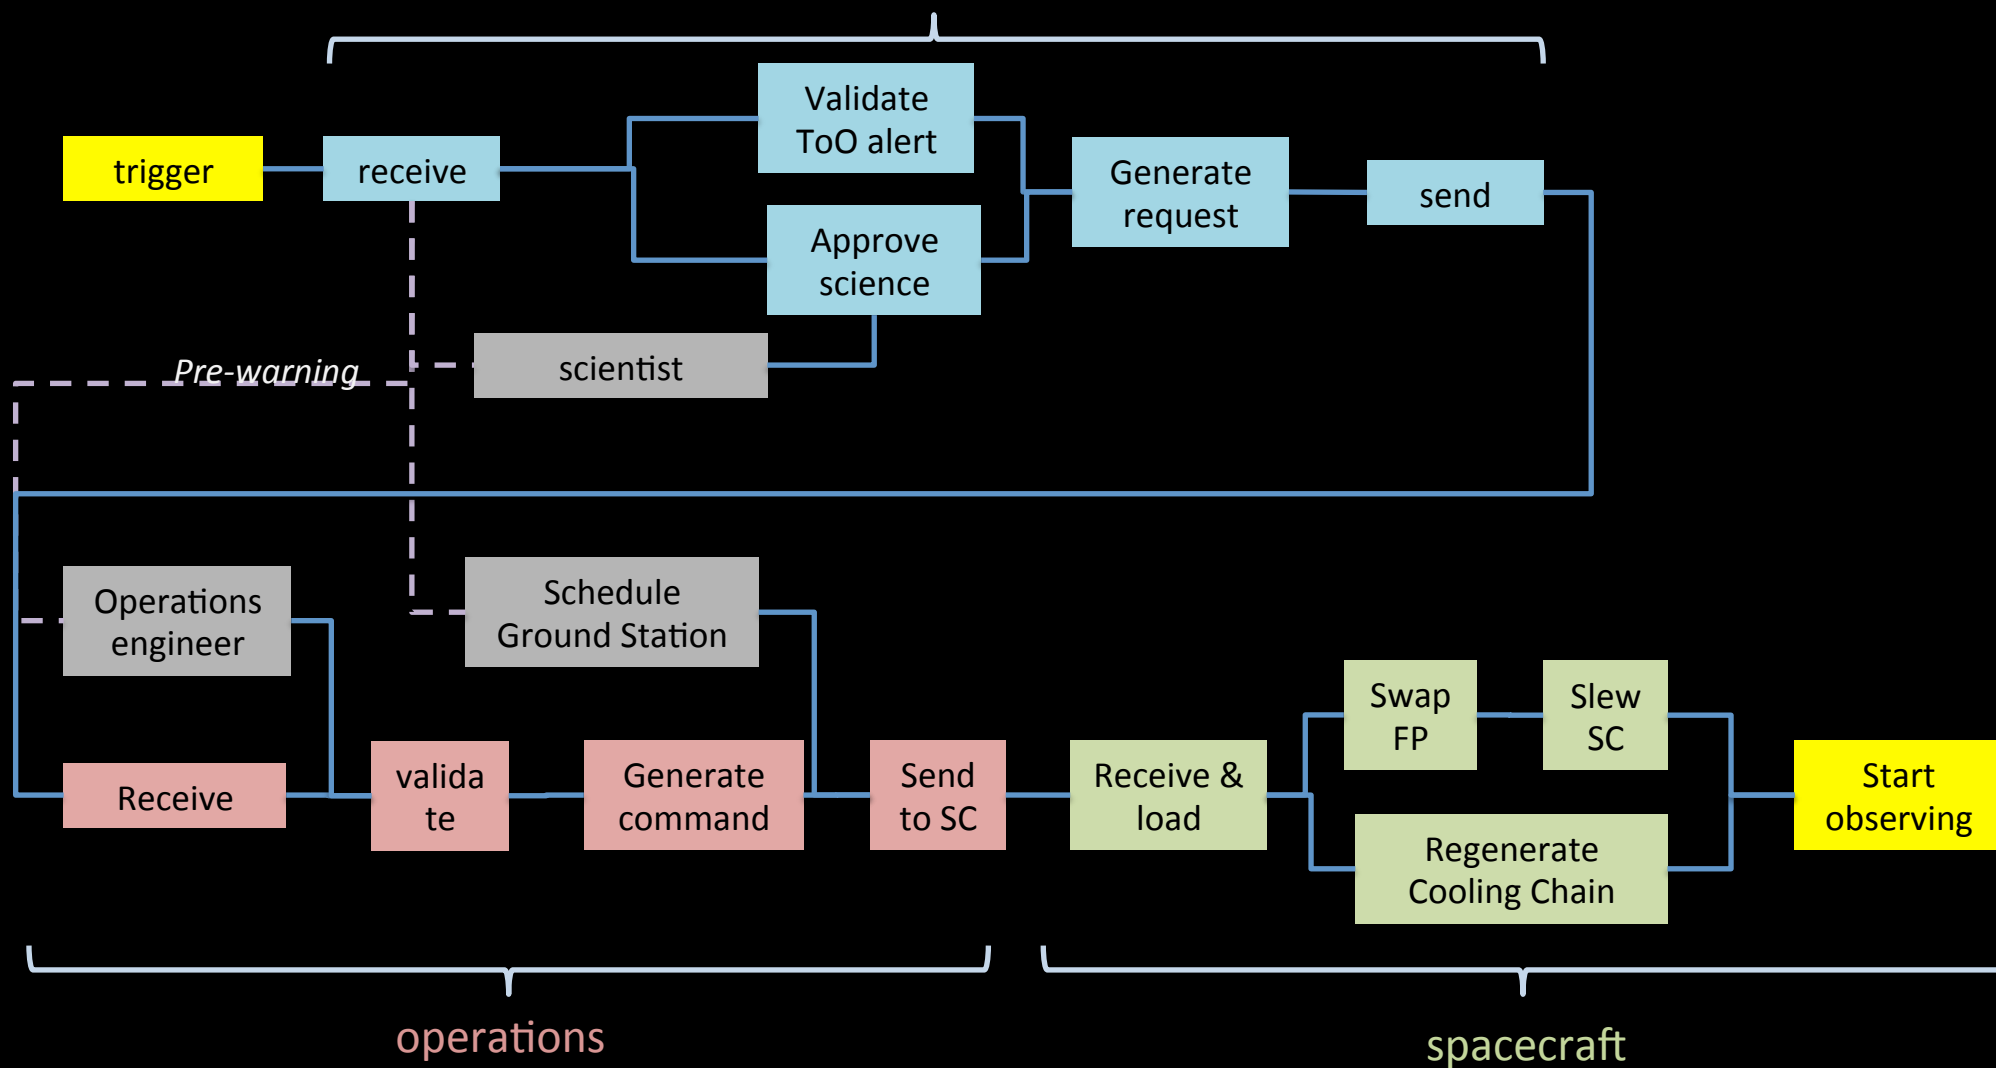 Validate
ToO alert
trigger
receive
Generate
request
send
Approve
science
Pre-warning
scientist
Operations
engineer
Schedule
Ground Station
Swap
FP
Slew
SC
Receive
valida
te
Generate
command
Send
to SC
Receive &
load
Start
observing
Regenerate
Cooling Chain
operations
spacecraft